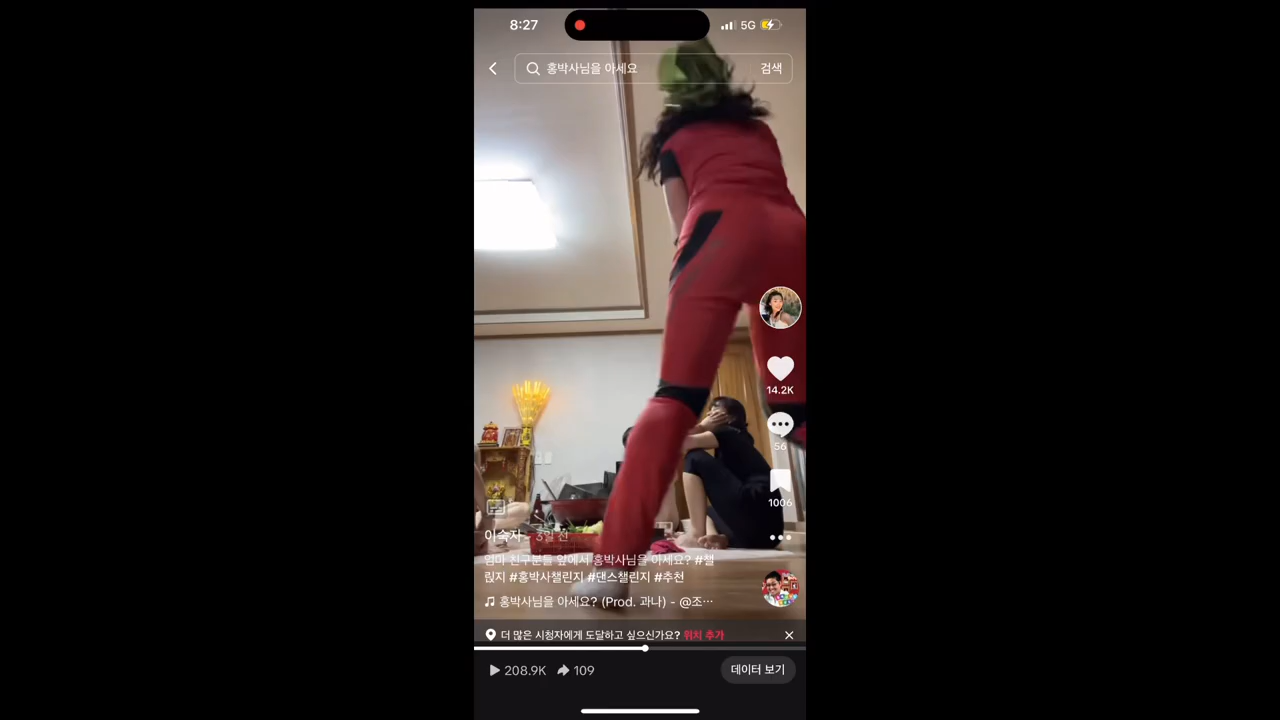 8:27
5G
홍박사님을 아세요
검색
14.2K
56
1006
이숙자 · 3일 전
엄마 친구분들 앞에서 홍박사님을 아세요? #챌
린지 #홍박사챌린지 #댄스챌린지 #추천
홍박사님을 아세요? (Prod. 과나) - @조…
더 많은 시청자에게 도달하고 싶으신가요? 위치 추가
208.9K
109
데이터 보기